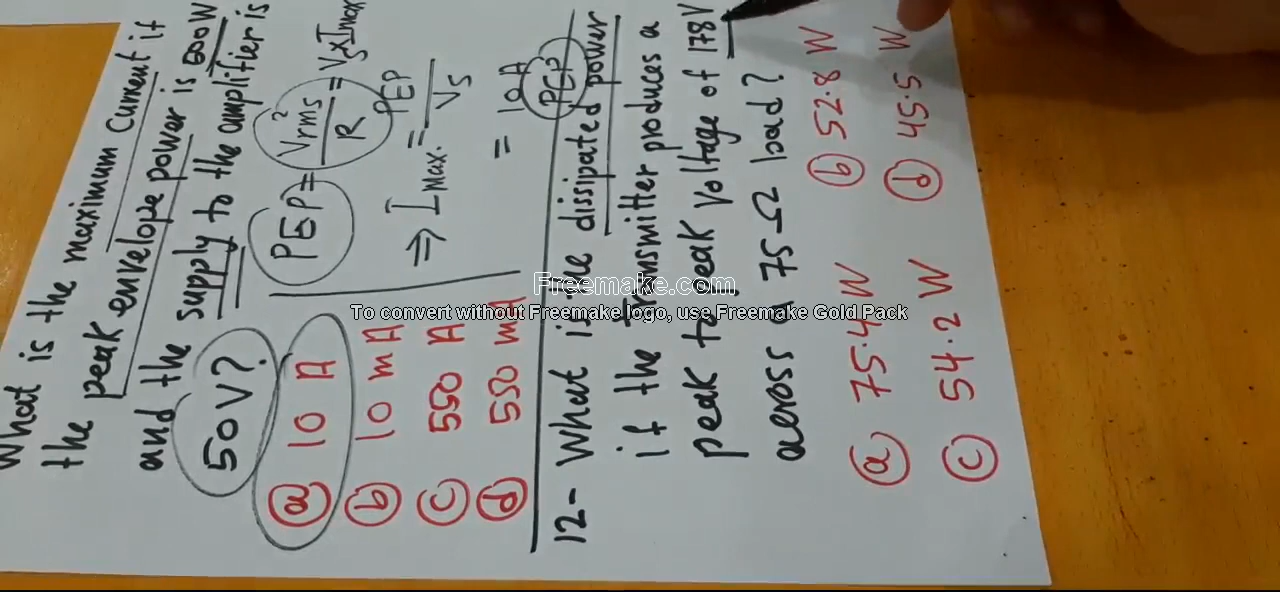 What is the maximum Current if
the peak envelope power is 500W
and the supply to the amplifier is
50V?
PEP = Vrms² / R = Vs x Imax
ⓐ 10 A
ⓑ 10 mA
ⓒ 550 A
ⓓ 550 mA
⇒ Imax. = PEP / Vs
= 10 A
12- What is the dissipated power
PEP
if the Transmitter produces a
peak to peak voltage of 178V
across a 75-Ω load?
ⓐ 75.4 W
ⓑ 52.8 W
ⓒ 54.2 W
ⓓ 45.5 W
Freemake.com
To convert without Freemake logo, use Freemake Gold Pack